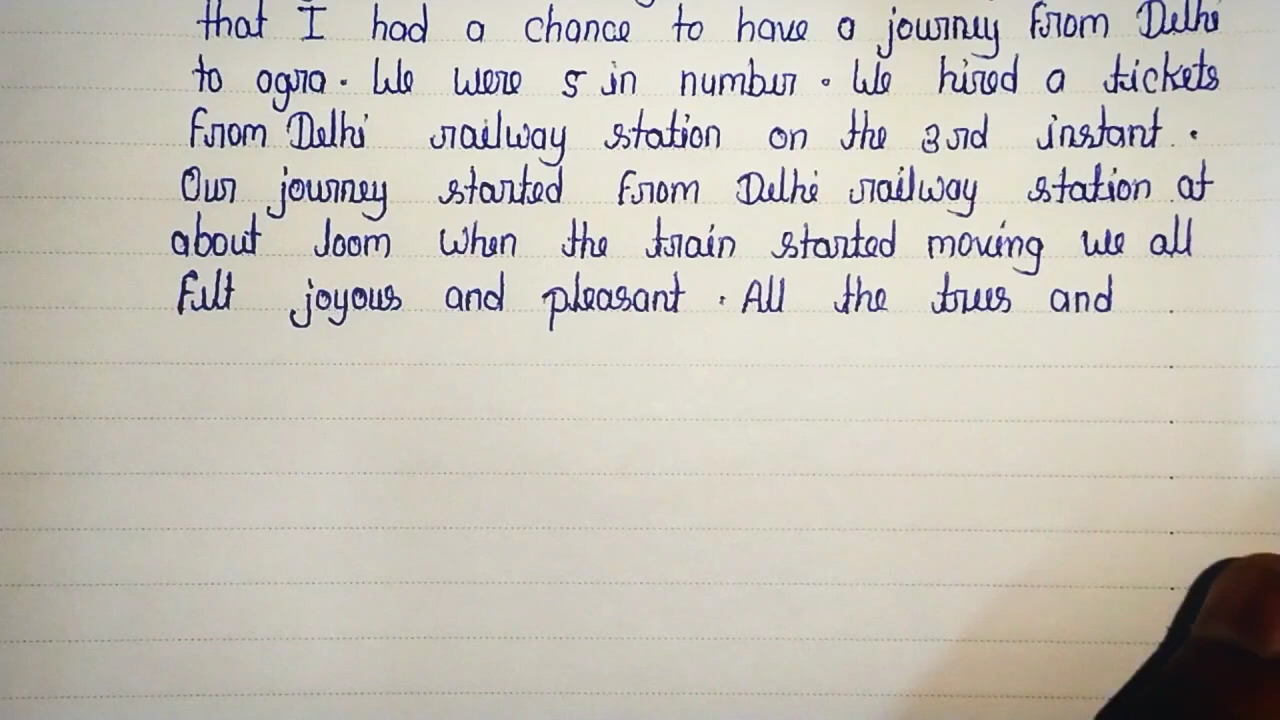 that I had a chance to have a journey from Delhi
to agra. We were 5 in number. We hired a tickets
from Delhi railway station on the 3rd instant.
Our journey started from Delhi railway station at
about when the train started moving we all
felt joyous and pleasant. All the trees and